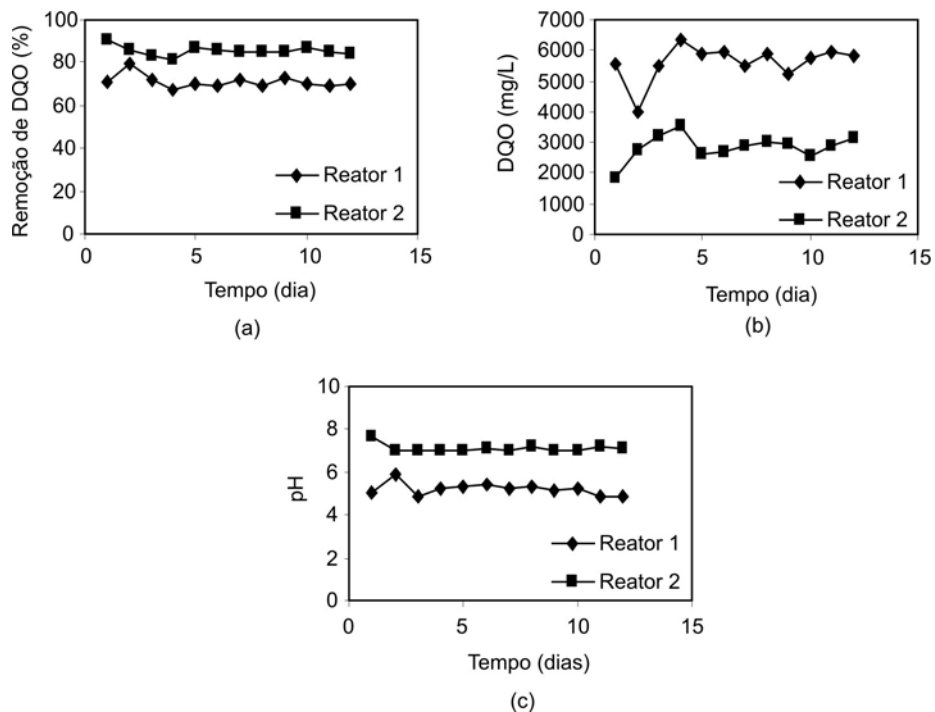 Remoção de DQO (%)
100
80
60
40
20
0
Reator 1
Reator 2
0 5 10 15
Tempo (dia)
(a)
DQO (mg/L)
7000
6000
5000
4000
3000
2000
1000
0
Reator 1
Reator 2
0 5 10 15
Tempo (dia)
(b)
pH
10
8
6
4
2
0
Reator 1
Reator 2
0 5 10 15
Tempo (dias)
(c)